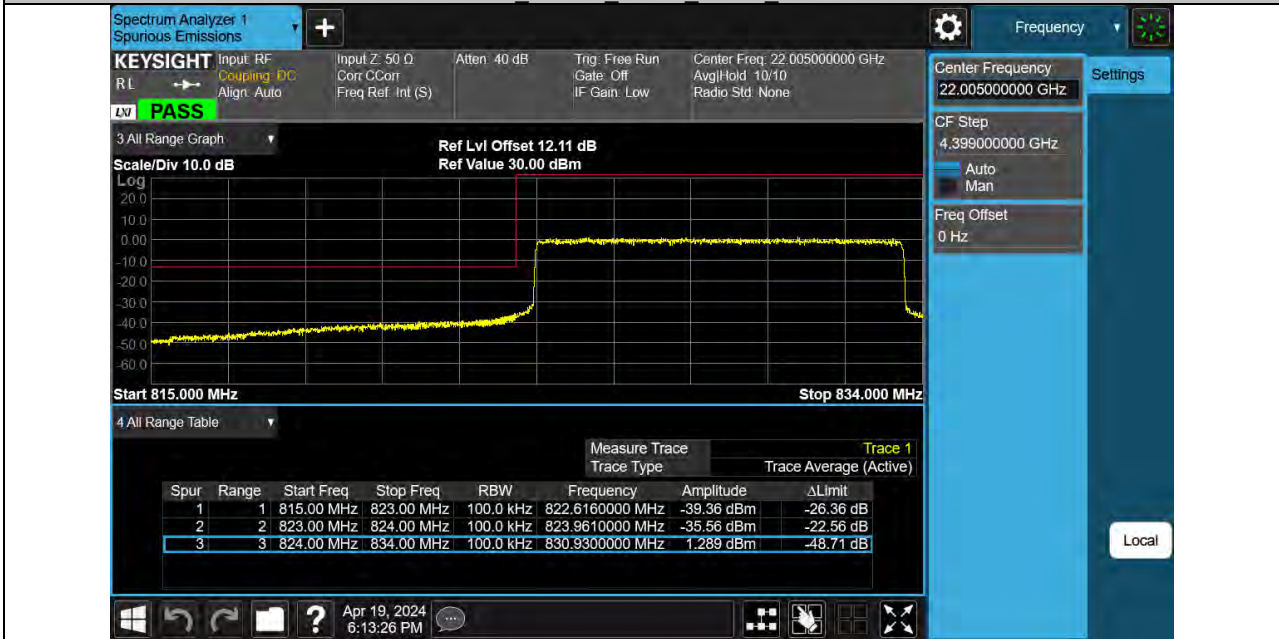 Spectrum Analyzer 1
Spurious Emissions
+
Frequency
KEYSIGHT
RL
LXI PASS
Input: RF
Coupling: DC
Align: Auto
Input Z: 50 Ω
Corr CCorr
Freq Ref: Int (S)
Atten: 40 dB
Trig: Free Run
Gate: Off
IF Gain: Low
Center Freq: 22.005000000 GHz
Avg|Hold: 10/10
Radio Std: None
Center Frequency
22.005000000 GHz
Settings
CF Step
4.399000000 GHz
Auto
Man
Freq Offset
0 Hz
3 All Range Graph
Scale/Div 10.0 dB
Ref Lvl Offset 12.11 dB
Ref Value 30.00 dBm
Log
20.0
10.0
0.00
-10.0
-20.0
-30.0
-40.0
-50.0
-60.0
Start 815.000 MHz Stop 834.000 MHz
4 All Range Table
Measure Trace Trace 1
Trace Type Trace Average (Active)
Spur Range Start Freq Stop Freq RBW Frequency Amplitude ΔLimit
1 1 815.00 MHz 823.00 MHz 100.0 kHz 822.6160000 MHz -39.36 dBm -26.36 dB
2 2 823.00 MHz 824.00 MHz 100.0 kHz 823.9610000 MHz -35.56 dBm -22.56 dB
3 3 824.00 MHz 834.00 MHz 100.0 kHz 830.9300000 MHz 1.289 dBm -48.71 dB
Local
?
Apr 19, 2024
6:13:26 PM